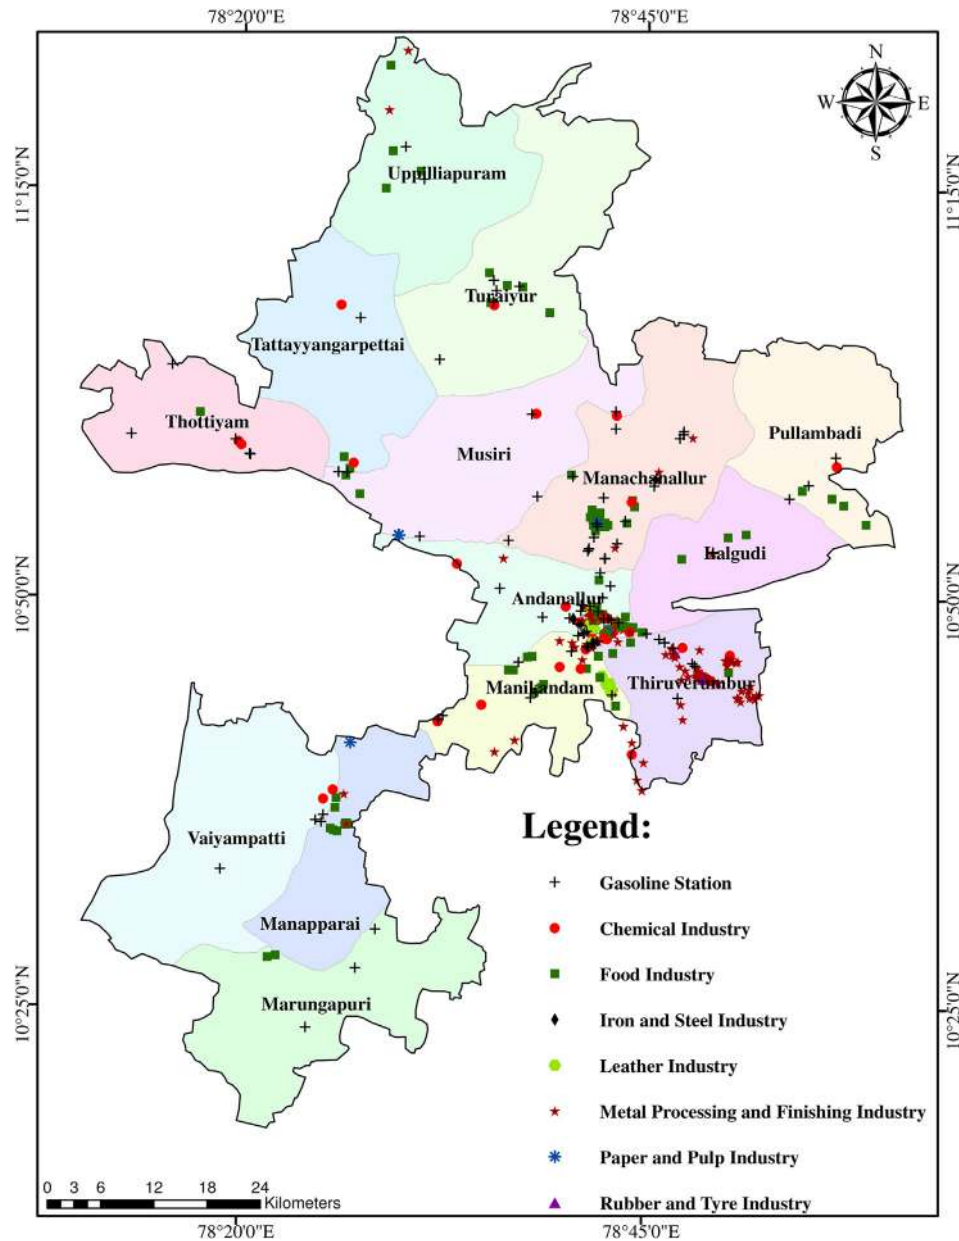 78°20'0"E 78°45'0"E
N
W E
S
11°15'0"N 11°15'0"N
Uppilliapuram
Turaiyur
Tattayyangarpettai
Thottiyam
Pullambadi
Musiri
Manachanallur
Lalgudi
10°50'0"N 10°50'0"N
Andanallur
Manikandam Thiruverumbur
Legend:
Vaiyampatti
Gasoline Station
Manapparai
Chemical Industry
Food Industry
Marungapuri
10°25'0"N 10°25'0"N
Iron and Steel Industry
Leather Industry
Metal Processing and Finishing Industry
Paper and Pulp Industry
0 3 6 12 18 24
Kilometers
Rubber and Tyre Industry
78°20'0"E 78°45'0"E